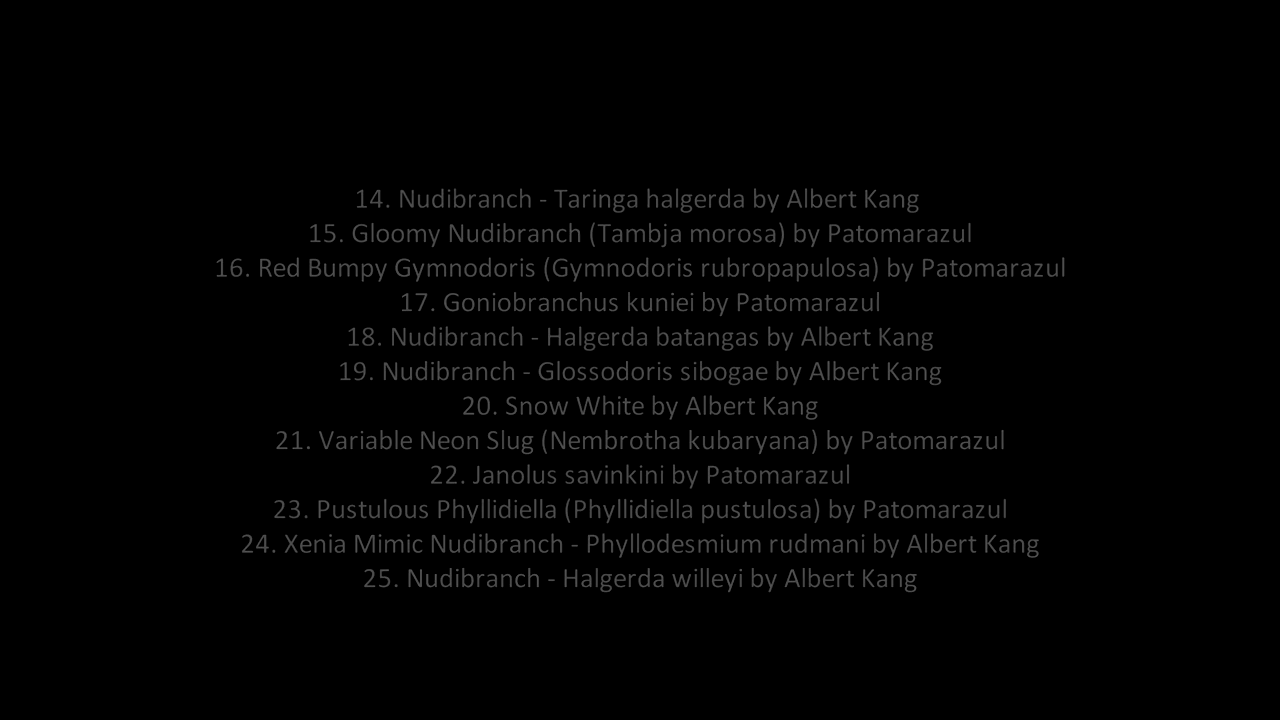 14. Nudibranch - Taringa halgerda by Albert Kang
15. Gloomy Nudibranch (Tambja morosa) by Patomarazul
16. Red Bumpy Gymnodoris (Gymnodoris rubropapulosa) by Patomarazul
17. Goniobranchus kuniei by Patomarazul
18. Nudibranch - Halgerda batangas by Albert Kang
19. Nudibranch - Glossodoris sibogae by Albert Kang
20. Snow White by Albert Kang
21. Variable Neon Slug (Nembrotha kubaryana) by Patomarazul
22. Janolus savinkini by Patomarazul
23. Pustulous Phyllidiella (Phyllidiella pustulosa) by Patomarazul
24. Xenia Mimic Nudibranch - Phyllodesmium rudmani by Albert Kang
25. Nudibranch - Halgerda willeyi by Albert Kang